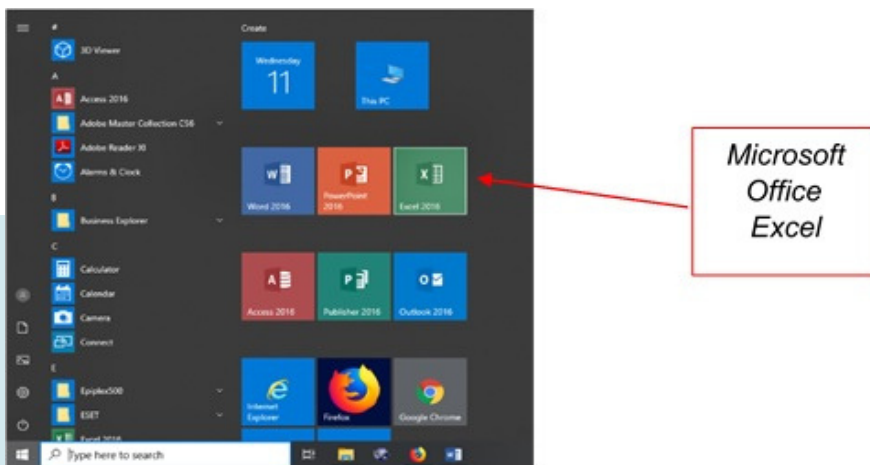 #
3D Viewer
A
Access 2016
Adobe Master Collection CS6
Adobe Reader XI
Alarms & Clock
B
Business Explorer
C
Calculator
Calendar
Camera
Connect
E
Epiplex500
ESET
Excel 2016
Type here to search
Create
Wednesday
11
This PC
Word 2016
PowerPoint
2016
Excel 2016
Access 2016
Publisher 2016
Outlook 2016
Internet
Explorer
Firefox
Google Chrome
Microsoft
Office
Excel